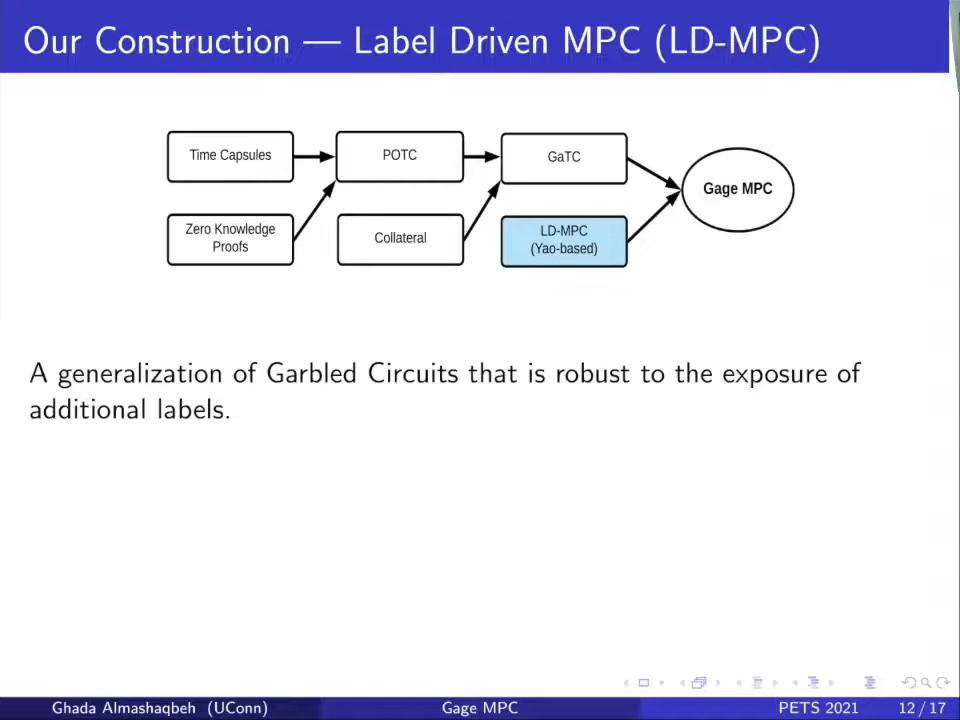 Our Construction — Label Driven MPC (LD-MPC)
Time Capsules
POTC
GaTC
Gage MPC
Zero Knowledge
Proofs
Collateral
LD-MPC
(Yao-based)
A generalization of Garbled Circuits that is robust to the exposure of
additional labels.
Ghada Almashaqbeh (UConn) Gage MPC PETS 2021 12 / 17